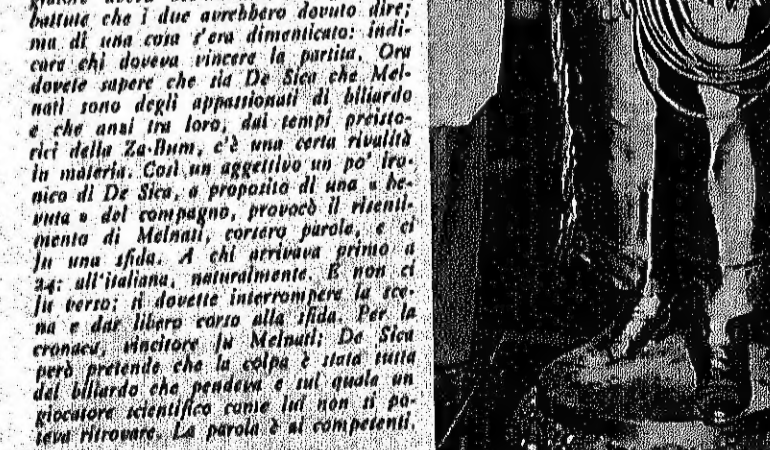 battute che i due avrebbero dovuto dire;
ma di una cosa s'era dimenticato: indi-
care chi doveva vincere la partita. Ora
dovete sapere che sia De Sica che Mel-
nati sono degli appassionati di biliardo
e che anzi tra loro, dai tempi preisto-
rici della Za-Bum, c'è una certa rivalità
in materia. Così un aggettivo un po' iro-
nico di De Sica, a proposito di una « be-
vuta » del compagno, provocò il risenti-
mento di Melnati, corsero parole, e ci
fu una sfida. A chi arrivava primo a
24: all'italiana, naturalmente. E non ci
fu verso: si dovette interrompere la sce-
na e dar libero corso alla sfida. Per la
cronaca, vincitore fu Melnati; De Sica
però pretende che la colpa è stata tutta
del biliardo che pendeva e sul quale un
giocatore scientifico come lui non si po-
teva ritrovare. La parola è ai competenti.